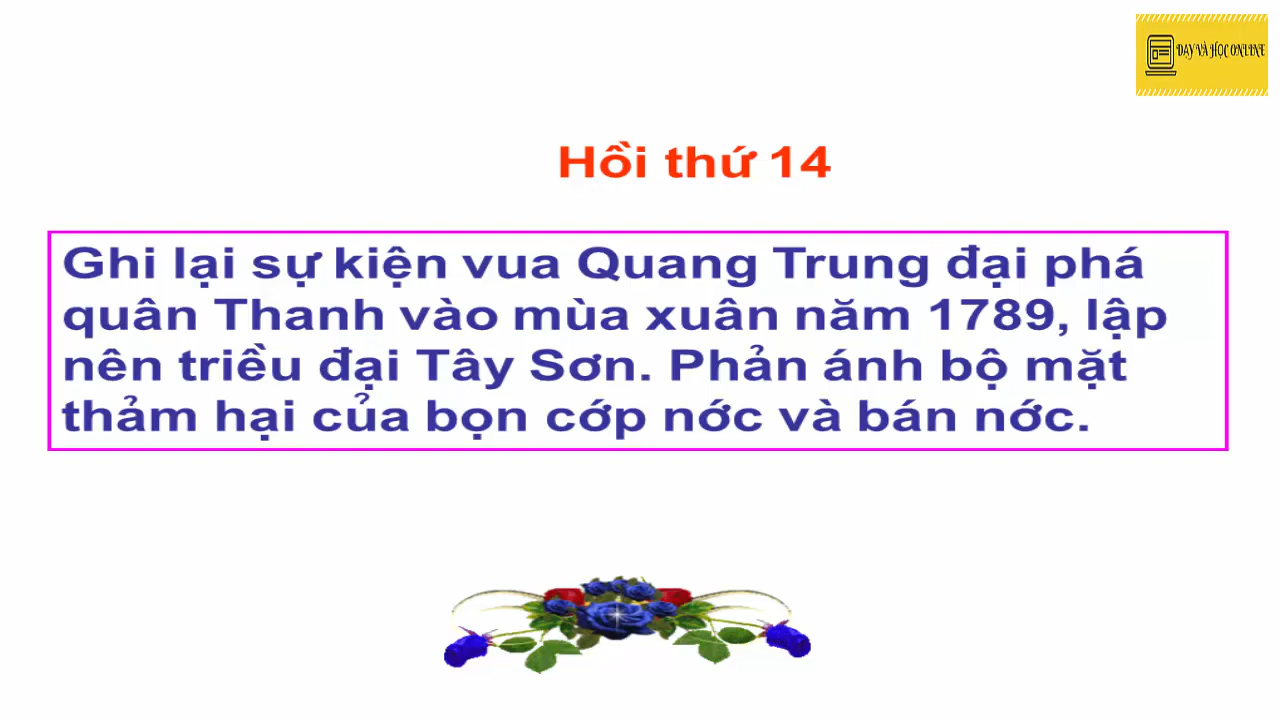 DẠY VÀ HỌC ONLINE
Hồi thứ 14
Ghi lại sự kiện vua Quang Trung đại phá
quân Thanh vào mùa xuân năm 1789, lập
nên triều đại Tây Sơn. Phản ánh bộ mặt
thảm hại của bọn cớp nớc và bán nớc.